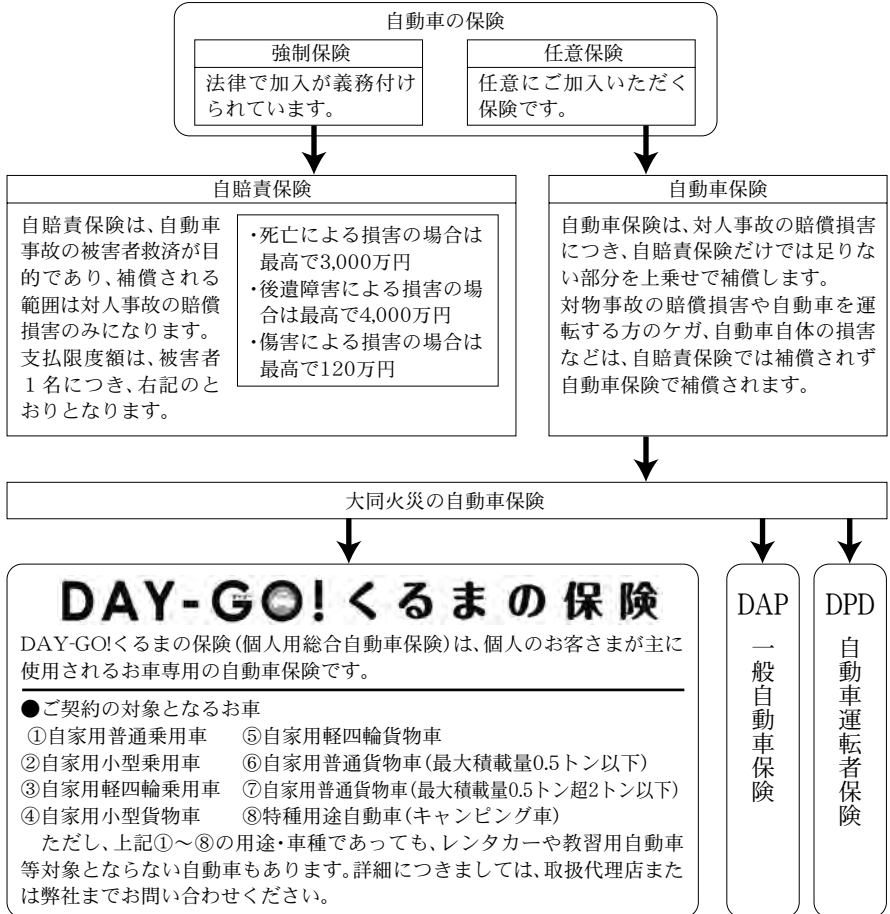 自動車の保険
強制保険
法律で加入が義務付け
られています。
任意保険
任意にご加入いただく
保険です。
自賠責保険
自賠責保険は、自動車
事故の被害者救済が目
的であり、補償される
範囲は対人事故の賠償
損害のみになります。
支払限度額は、被害者
1名につき、右記のと
おりとなります。
・死亡による損害の場合は
最高で3,000万円
・後遺障害による損害の場
合は最高で4,000万円
・傷害による損害の場合は
最高で120万円
自動車保険
自動車保険は、対人事故の賠償損害
につき、自賠責保険だけでは足りな
い部分を上乗せで補償します。
対物事故の賠償損害や自動車を運
転する方のケガ、自動車自体の損害
などは、自賠責保険では補償されず
自動車保険で補償されます。
大同火災の自動車保険
DAY-GO!くるまの保険
DAY-GO!くるまの保険(個人用総合自動車保険)は、個人のお客さまが主に
使用されるお車専用の自動車保険です。
●ご契約の対象となるお車
①自家用普通乗用車 ⑤自家用軽四輪貨物車
②自家用小型乗用車 ⑥自家用普通貨物車(最大積載量0.5トン以下)
③自家用軽四輪乗用車 ⑦自家用普通貨物車(最大積載量0.5トン超2トン以下)
④自家用小型貨物車 ⑧特種用途自動車(キャンピング車)
ただし、上記①～⑧の用途・車種であっても、レンタカーや教習用自動車
等対象とならない自動車もあります。詳細につきましては、取扱代理店また
は弊社までお問い合わせください。
DAP
一般自動車保険
DPD
自動車運転者保険